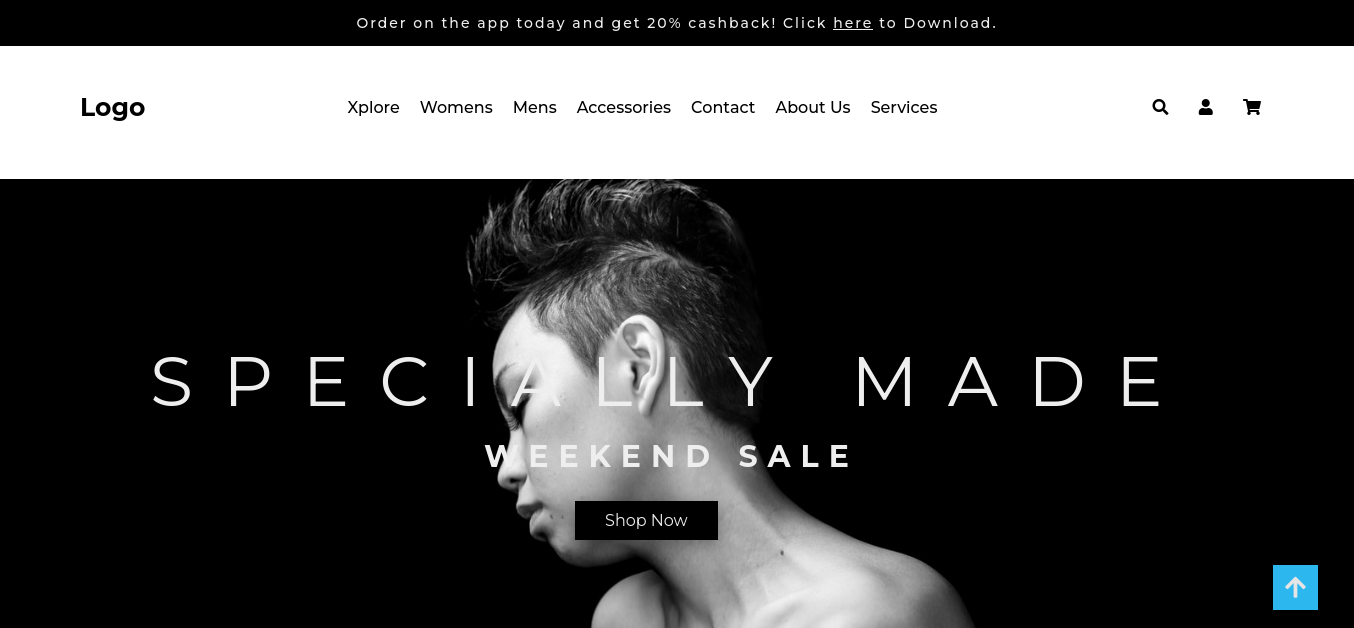 Order on the app today and get 20% cashback! Click here to Download.
Logo
Xplore Womens Mens Accessories Contact About Us Services
SPECIALLY MADE
WEEKEND SALE
Shop Now